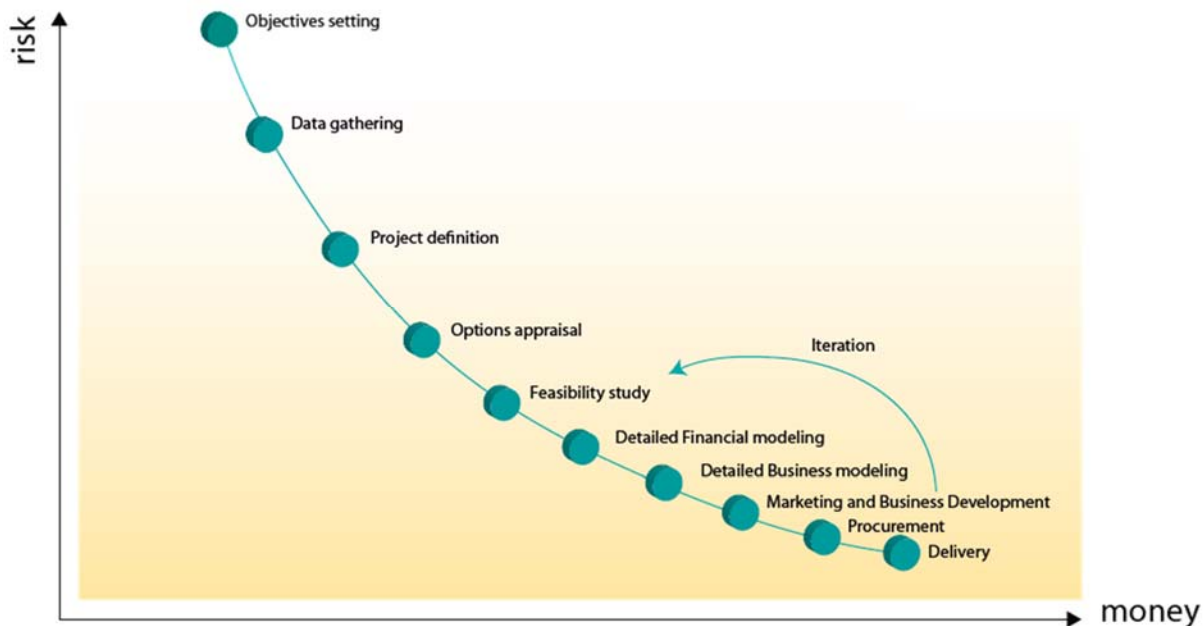 risk
Objectives setting
Data gathering
Project definition
Options appraisal
Iteration
Feasibility study
Detailed Financial modeling
Detailed Business modeling
Marketing and Business Development
Procurement
Delivery
money